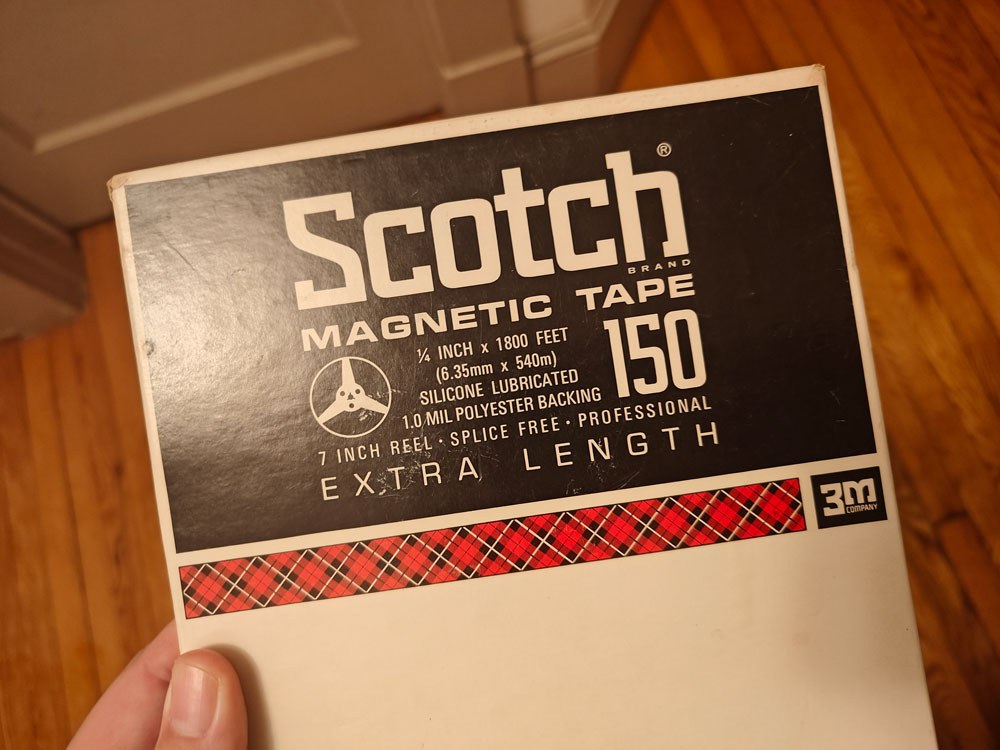 Scotch®
BRAND
MAGNETIC TAPE
¼ INCH x 1800 FEET
(6.35mm x 540m)
SILICONE LUBRICATED
1.0 MIL POLYESTER BACKING
150
7 INCH REEL · SPLICE FREE · PROFESSIONAL
EXTRA LENGTH
3M
COMPANY